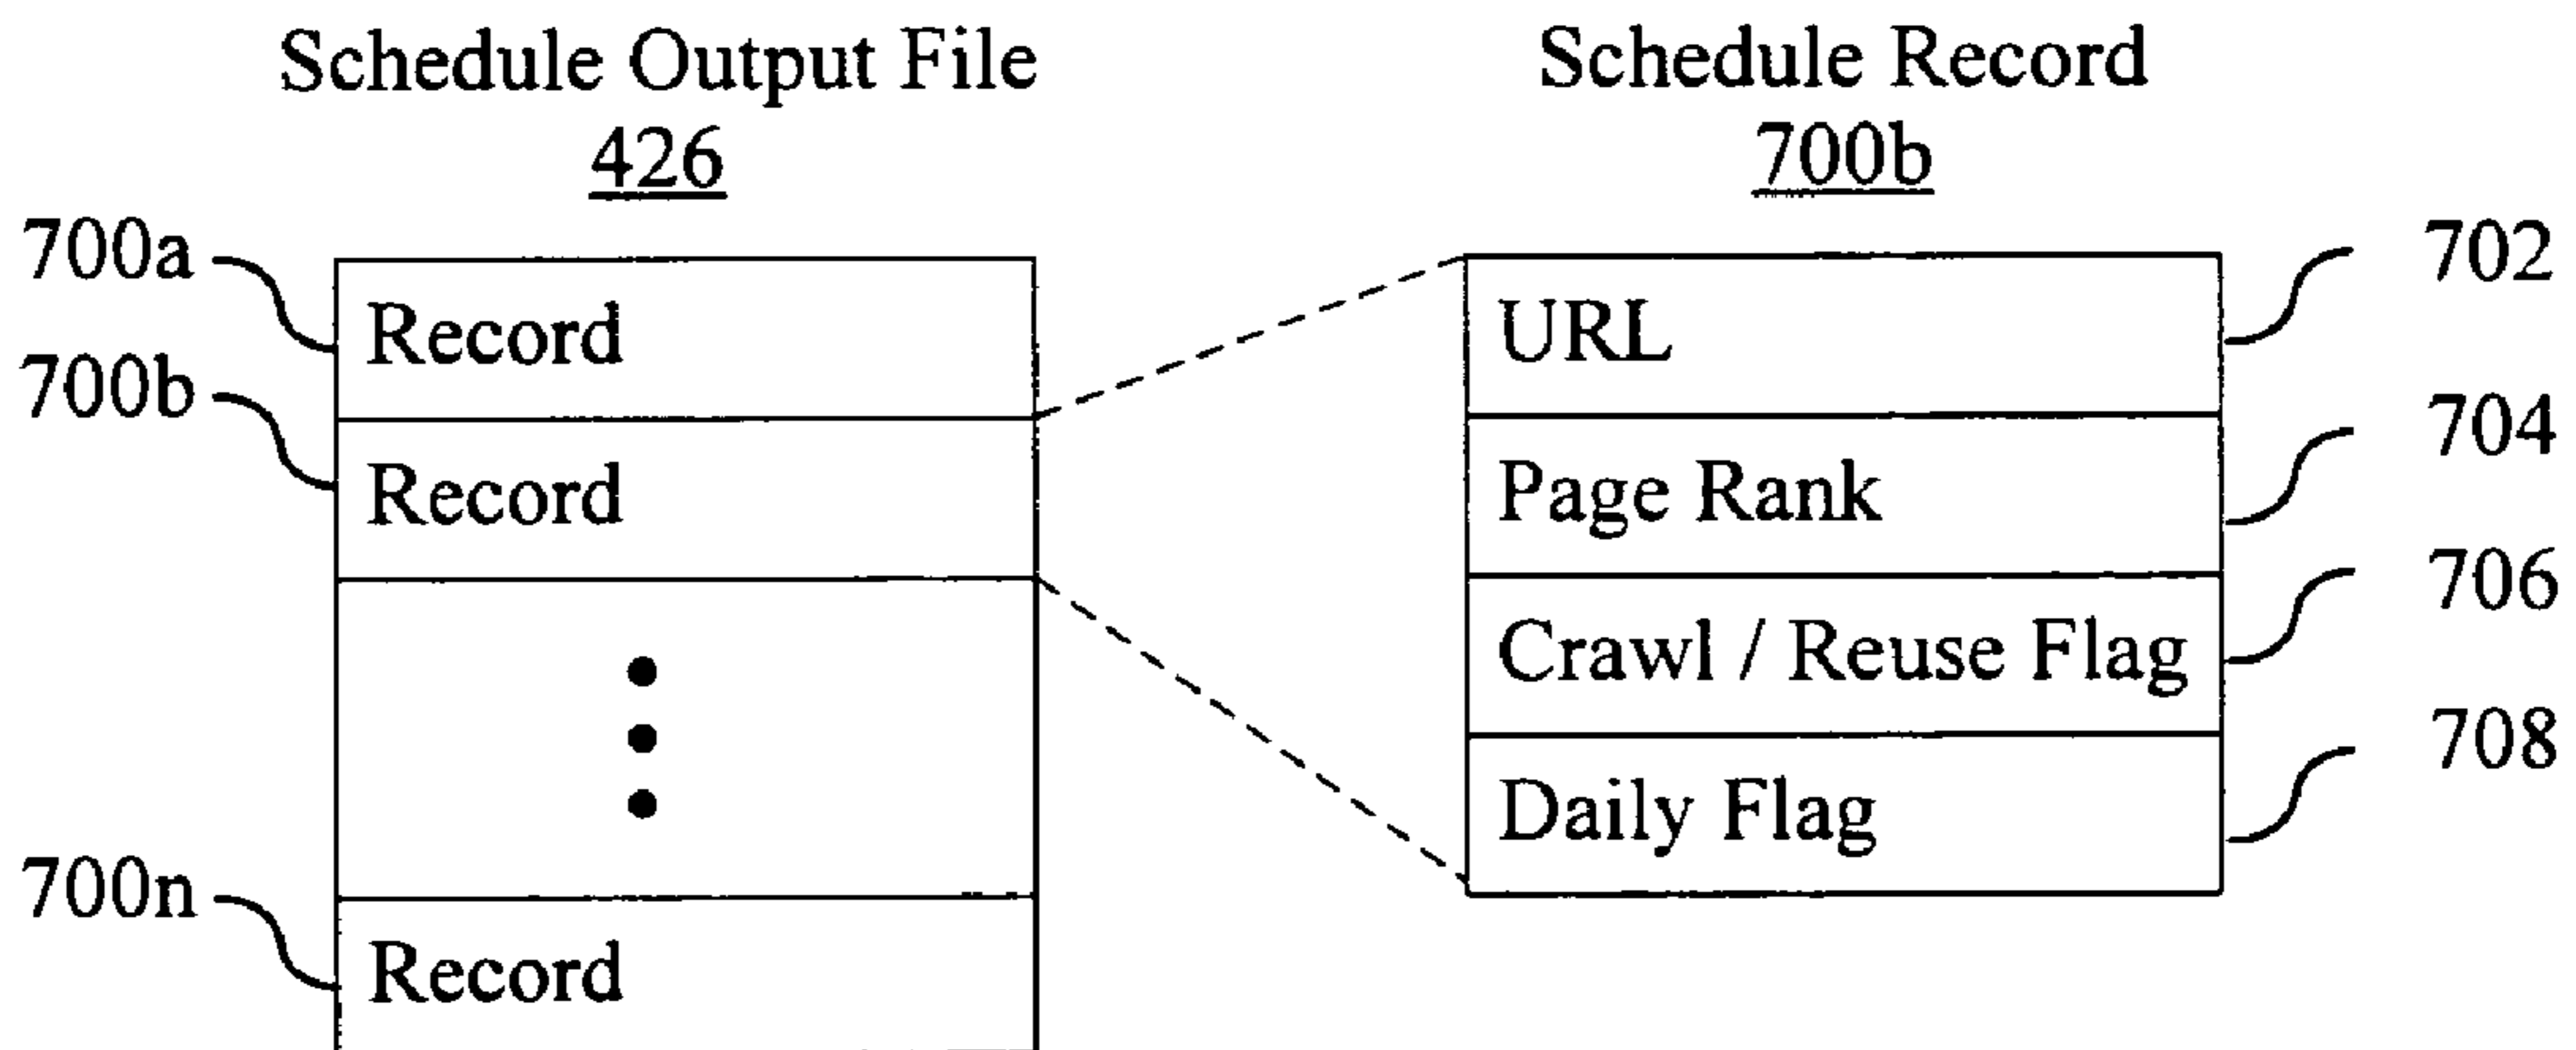 Schedule Output File
426
700a
Record
700b
Record
700n
Record
Schedule Record
700b
URL
702
Page Rank
704
Crawl / Reuse Flag
706
Daily Flag
708